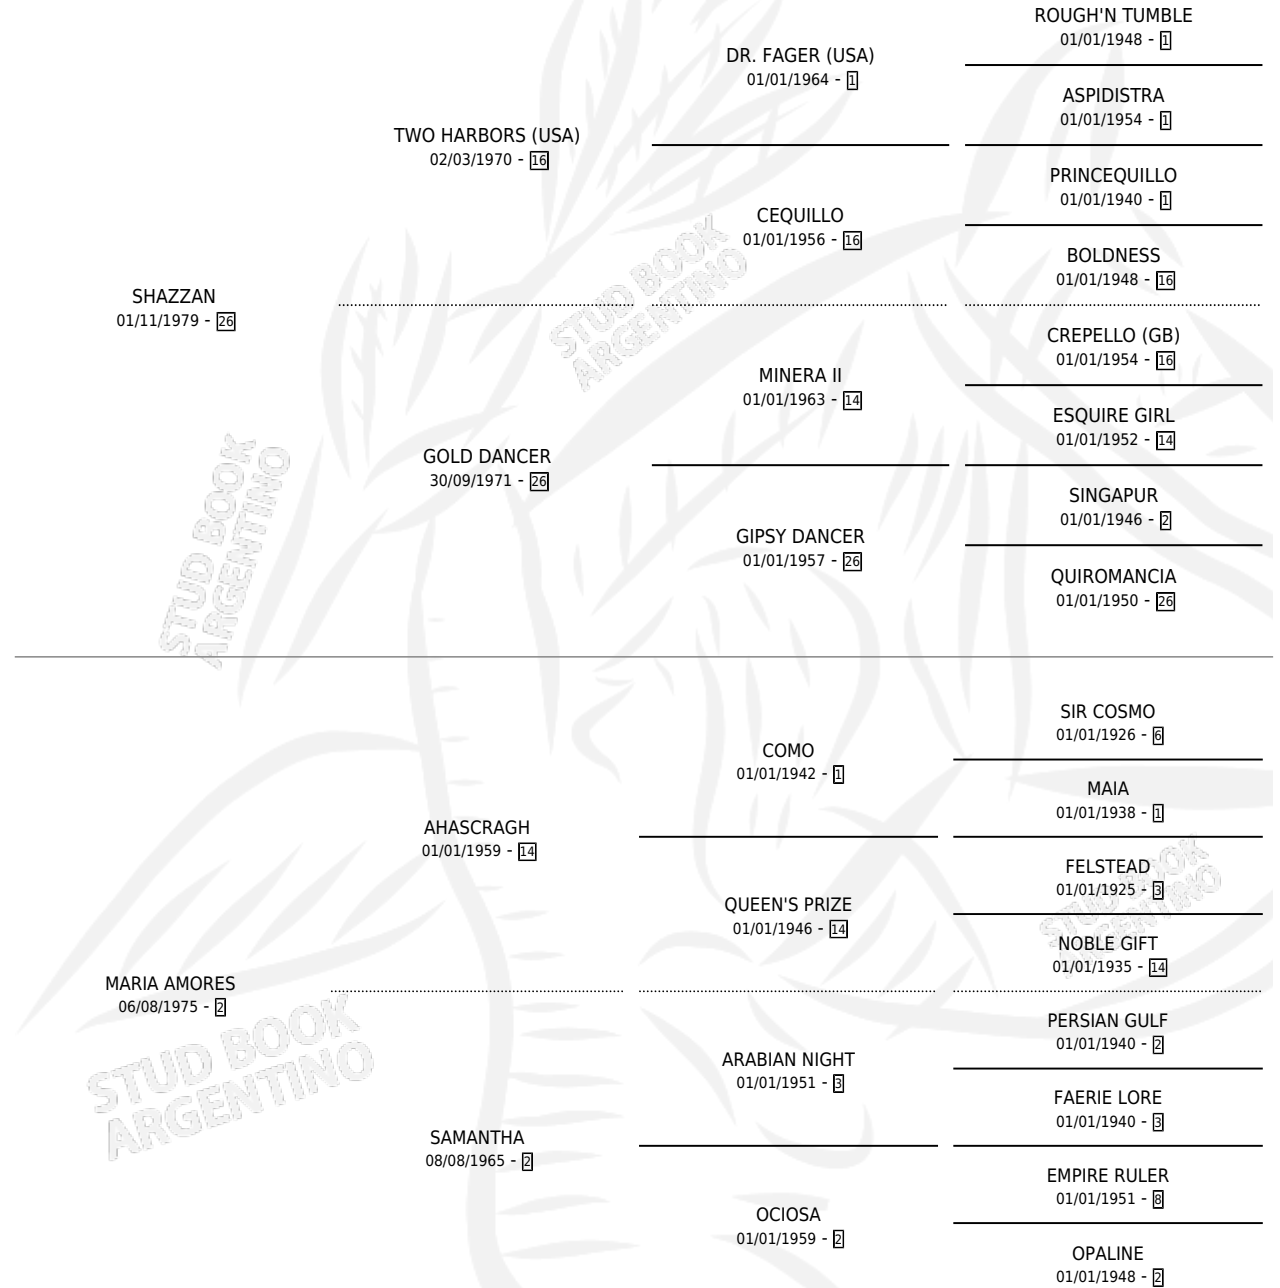 ROUGH'N TUMBLE
01/01/1948 - 1
DR. FAGER (USA)
01/01/1964 - 1
ASPIDISTRA
01/01/1954 - 1
TWO HARBORS (USA)
02/03/1970 - 16
PRINCEQUILLO
01/01/1940 - 1
CEQUILLO
01/01/1956 - 16
BOLDNESS
01/01/1948 - 16
SHAZZAN
01/11/1979 - 26
STUD BOOK
ARGENTINO
CREPELLO (GB)
01/01/1954 - 16
MINERA II
01/01/1963 - 14
ESQUIRE GIRL
01/01/1952 - 14
GOLD DANCER
30/09/1971 - 26
SINGAPUR
01/01/1946 - 2
GIPSY DANCER
01/01/1957 - 26
QUIROMANCIA
01/01/1950 - 26
STUD BOOK
ARGENTINO
SIR COSMO
01/01/1926 - 6
COMO
01/01/1942 - 1
MAIA
01/01/1938 - 1
AHASCRAGH
01/01/1959 - 14
FELSTEAD
01/01/1925 - 3
QUEEN'S PRIZE
01/01/1946 - 14
NOBLE GIFT
01/01/1935 - 14
STUD BOOK
ARGENTINO
MARIA AMORES
06/08/1975 - 2
PERSIAN GULF
01/01/1940 - 2
ARABIAN NIGHT
01/01/1951 - 3
FAERIE LORE
01/01/1940 - 3
STUD BOOK
ARGENTINO
SAMANTHA
08/08/1965 - 2
EMPIRE RULER
01/01/1951 - 8
OCIOSA
01/01/1959 - 2
OPALINE
01/01/1948 - 2